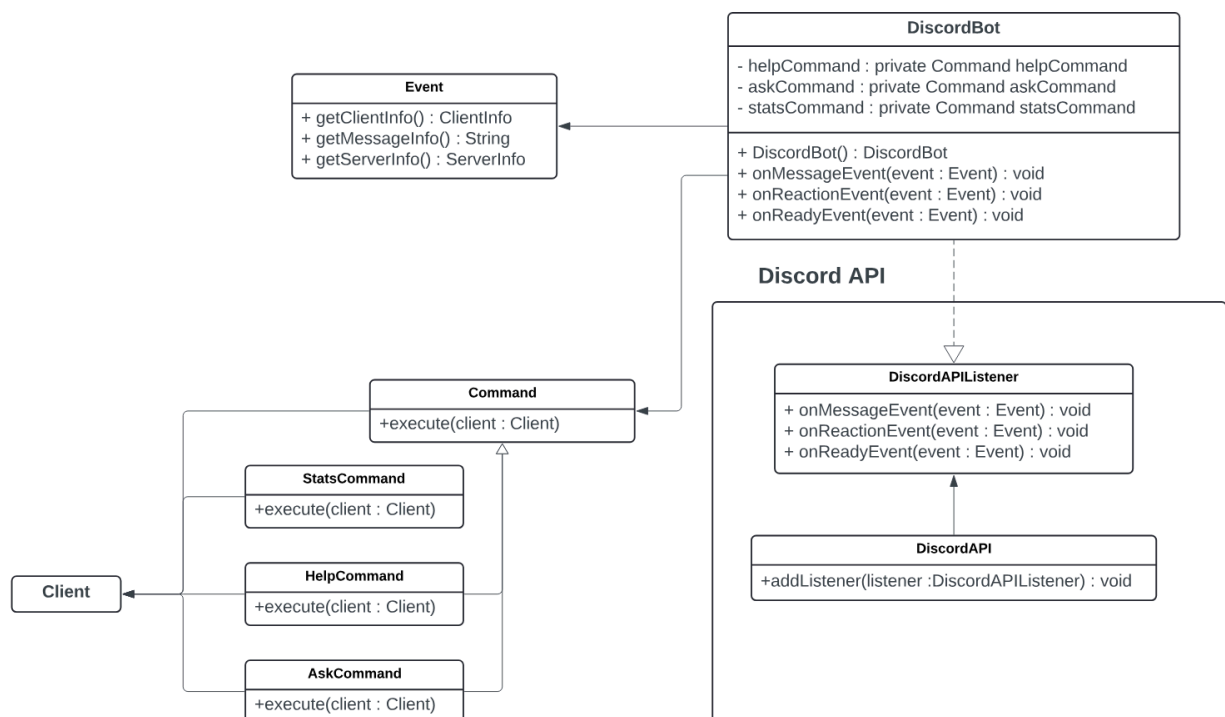 DiscordBot
- helpCommand : private Command helpCommand
- askCommand : private Command askCommand
- statsCommand : private Command statsCommand
+ DiscordBot() : DiscordBot
+ onMessageEvent(event : Event) : void
+ onReactionEvent(event : Event) : void
+ onReadyEvent(event : Event) : void
Event
+ getClientInfo() : ClientInfo
+ getMessageInfo() : String
+ getServerInfo() : ServerInfo
Discord API
DiscordAPIListener
+ onMessageEvent(event : Event) : void
+ onReactionEvent(event : Event) : void
+ onReadyEvent(event : Event) : void
DiscordAPI
+addListener(listener :DiscordAPIListener) : void
Command
+execute(client : Client)
StatsCommand
+execute(client : Client)
HelpCommand
+execute(client : Client)
AskCommand
+execute(client : Client)
Client